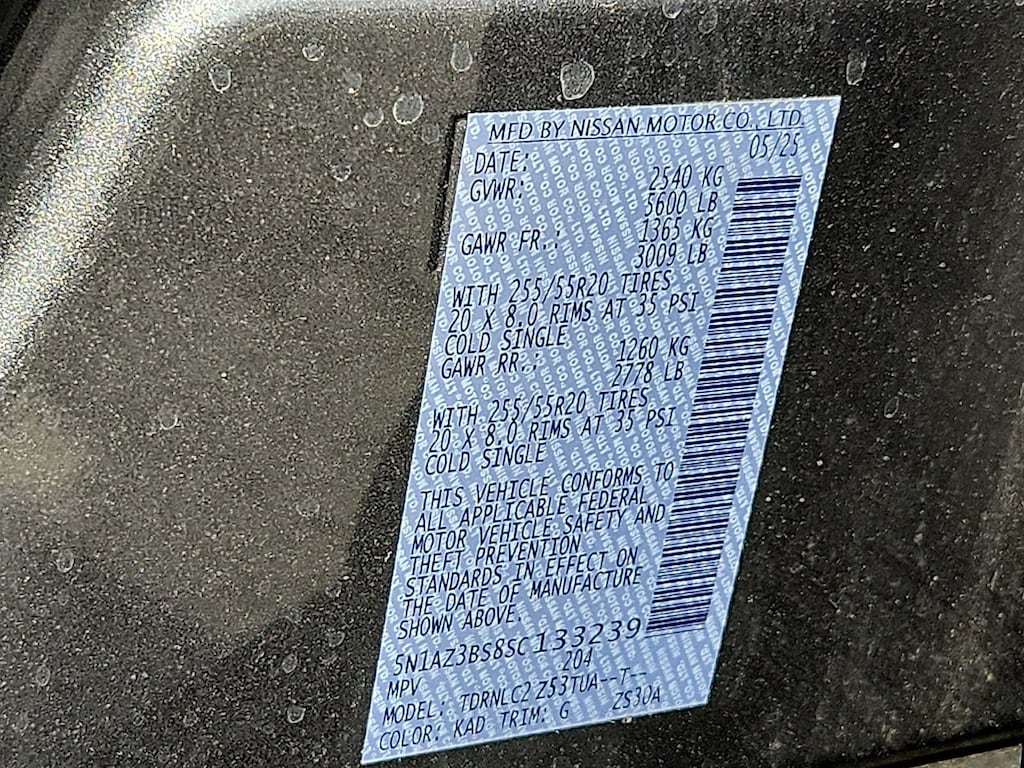 MFD BY NISSAN MOTOR CO., LTD.
DATE: 05/25
GVWR: 2540 KG
5600 LB
GAWR FR.: 1365 KG
3009 LB
WITH 255/55R20 TIRES
20 X 8.0 RIMS AT 35 PSI
COLD SINGLE
GAWR RR.: 1260 KG
2778 LB
WITH 255/55R20 TIRES
20 X 8.0 RIMS AT 35 PSI
COLD SINGLE
THIS VEHICLE CONFORMS TO
ALL APPLICABLE FEDERAL
MOTOR VEHICLE SAFETY AND
THEFT PREVENTION
STANDARDS IN EFFECT ON
THE DATE OF MANUFACTURE
SHOWN ABOVE.
5N1AZ3BS8SC133239
MPV 204
MODEL: TDRNLC2 Z53TUA--T--
COLOR: KAD TRIM: G ZS30A